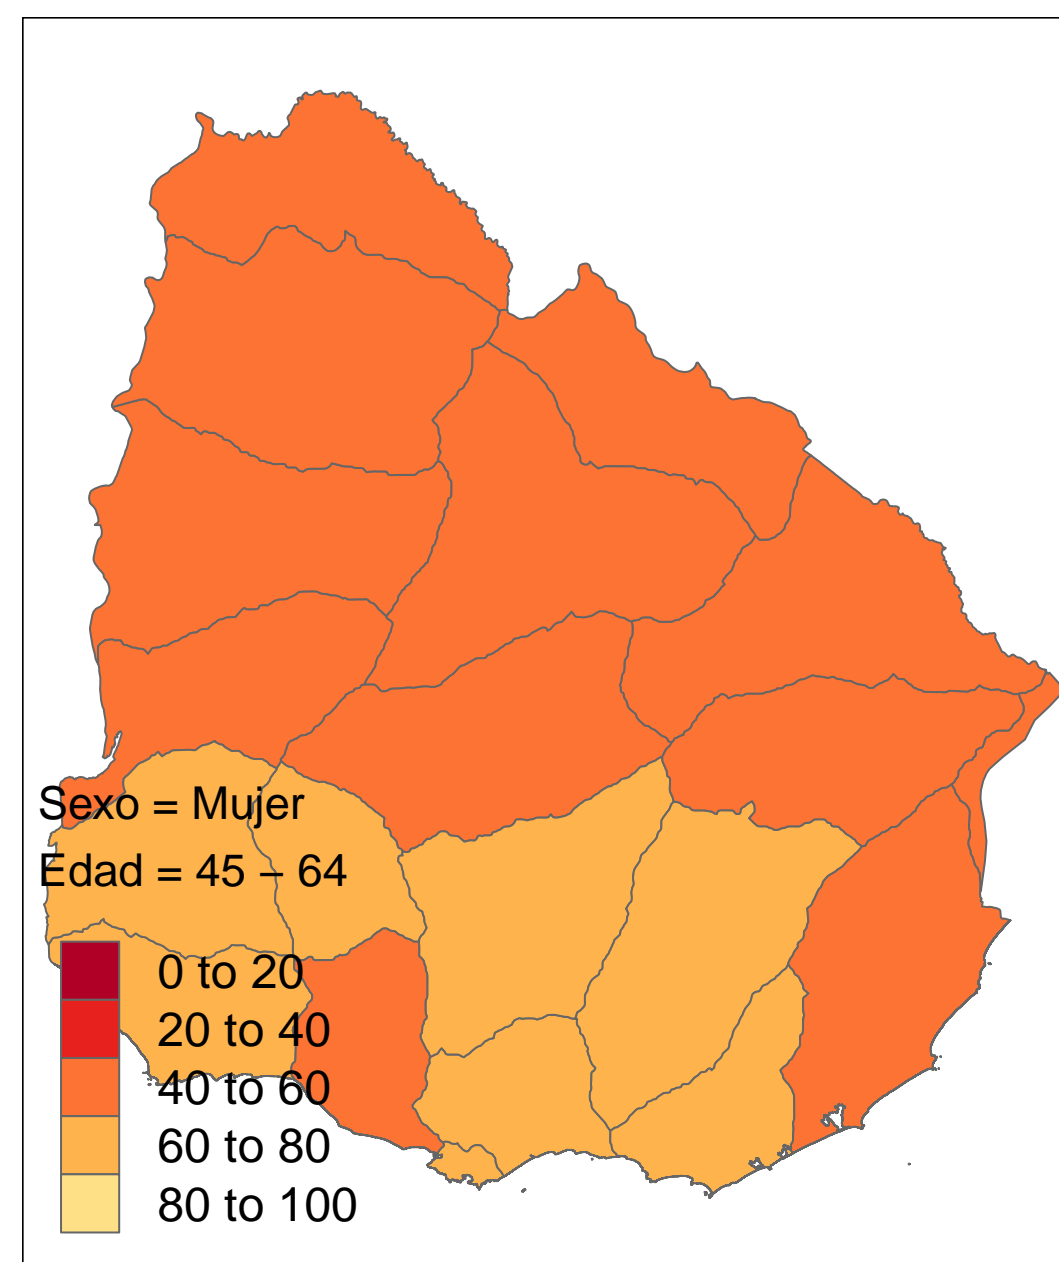 Sexo = Mujer
Edad = 45 – 64
0 to 20
20 to 40
40 to 60
60 to 80
80 to 100